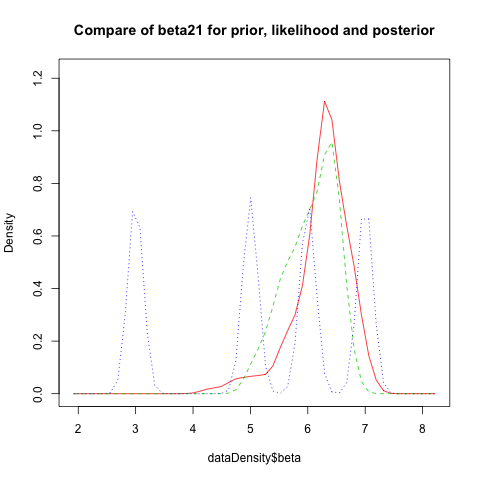 Compare of beta21 for prior, likelihood and posterior
Density
0.0
0.2
0.4
0.6
0.8
1.0
1.2
2 3 4 5 6 7 8
dataDensity$beta